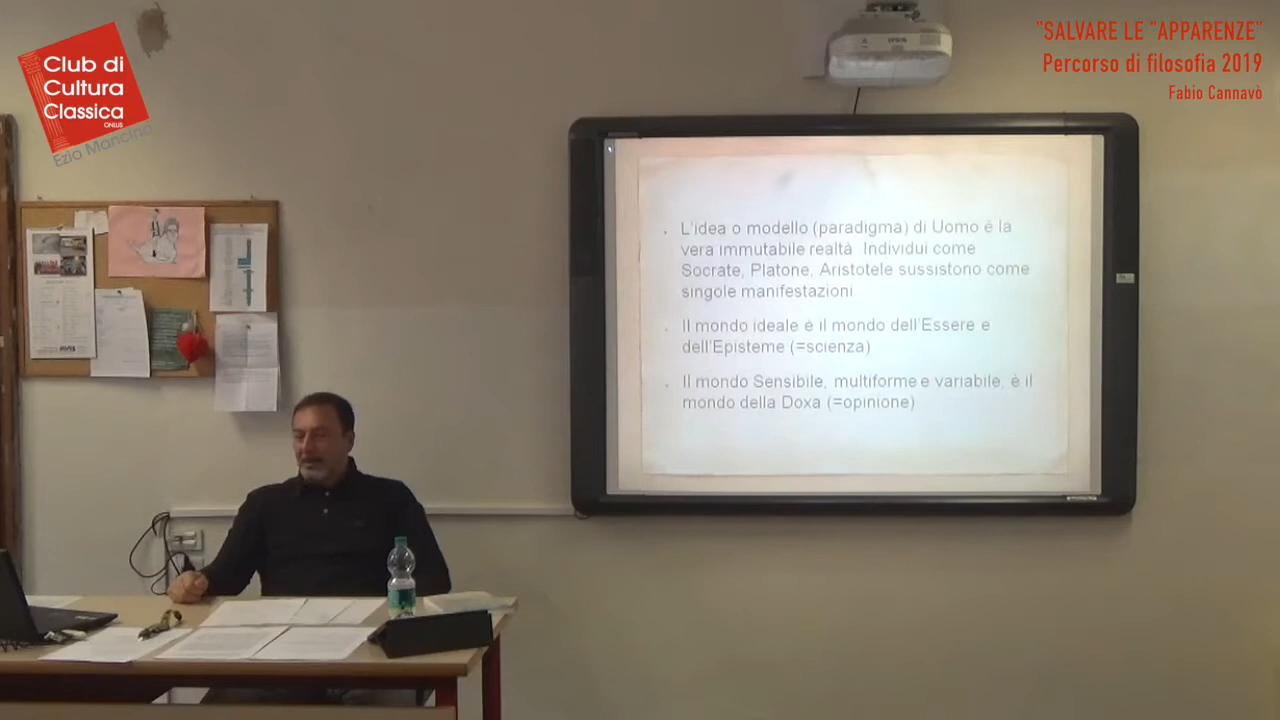 Club di
Cultura
Classica
ONLUS
Ezio Mancino
"SALVARE LE "APPARENZE"
Percorso di filosofia 2019
Fabio Cannavò
EPSON
L'idea o modello (paradigma) di Uomo è la
vera immutabile realtà Individui come
Socrate, Platone, Aristotele sussistono come
singole manifestazioni
Il mondo ideale è il mondo dell'Essere e
dell'Episteme (=scienza)
Il mondo Sensibile, multiforme e variabile, è il
mondo della Doxa (=opinione)